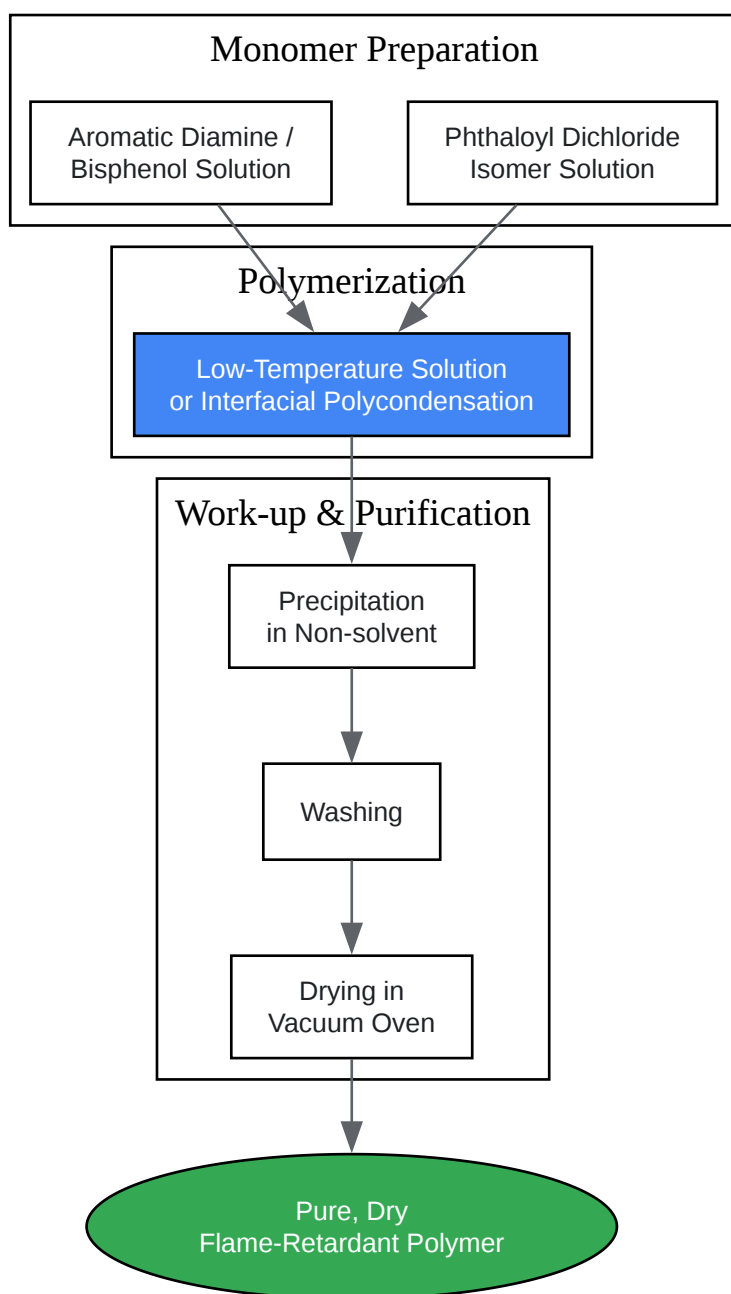 Monomer Preparation
Aromatic Diamine /
Bisphenol Solution
Phthaloyl Dichloride
Isomer Solution
Polymerization
Low-Temperature Solution
or Interfacial Polycondensation
Work-up & Purification
Precipitation
in Non-solvent
Washing
Drying in
Vacuum Oven
Pure, Dry
Flame-Retardant Polymer